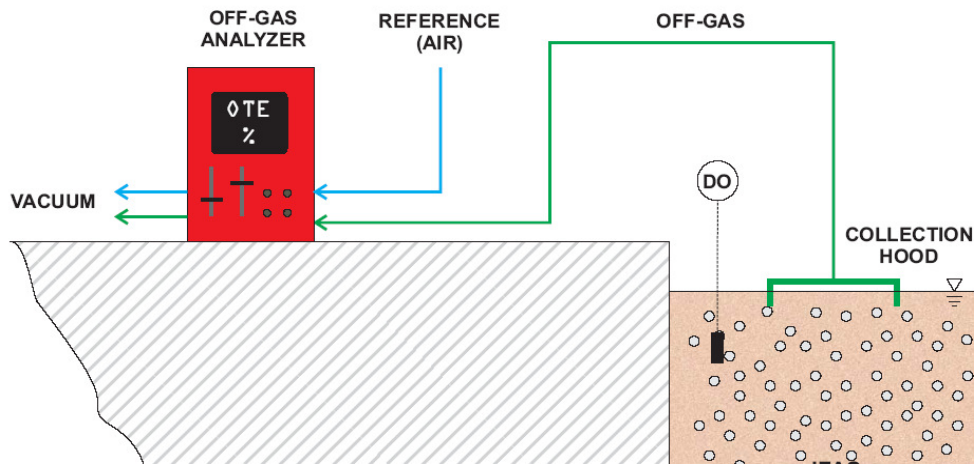 OFF-GAS
ANALYZER
REFERENCE
(AIR)
OFF-GAS
OTE
%
DO
VACUUM
COLLECTION
HOOD